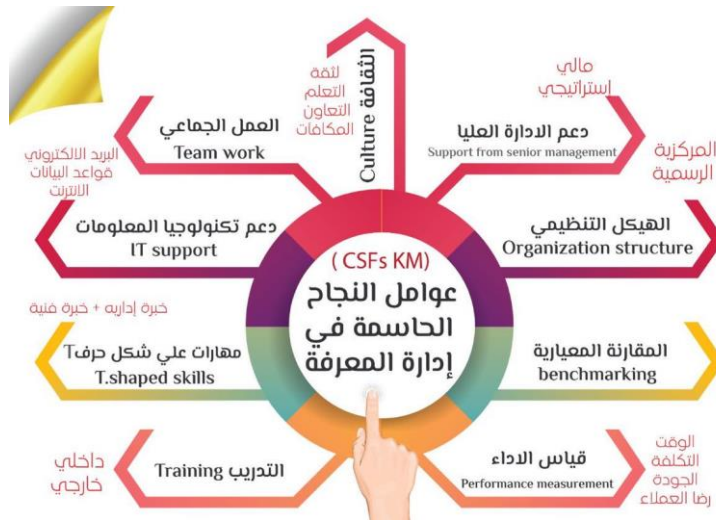 (CSFs KM)
عوامل النجاح
الحاسمة في
إدارة المعرفة
الثقافة Culture
لثقة
التعلم
التعاون
المكافات
دعم الادارة العليا
Support from senior management
مالي
إستراتيجي
الهيكل التنظيمي
Organization structure
المركزية
الرسمية
المقارنة المعيارية
benchmarking
قياس الاداء
Performance measurement
الوقت
التكلفة
الجودة
رضا العملاء
التدريب Training
داخلي
خارجي
مهارات علي شكل حرفT
T.shaped skills
خبرة إداريه + خبرة فنية
دعم تكنولوجيا المعلومات
IT support
البريد الالكتروني
قواعد البيانات
الانترنت
العمل الجماعي
Team work